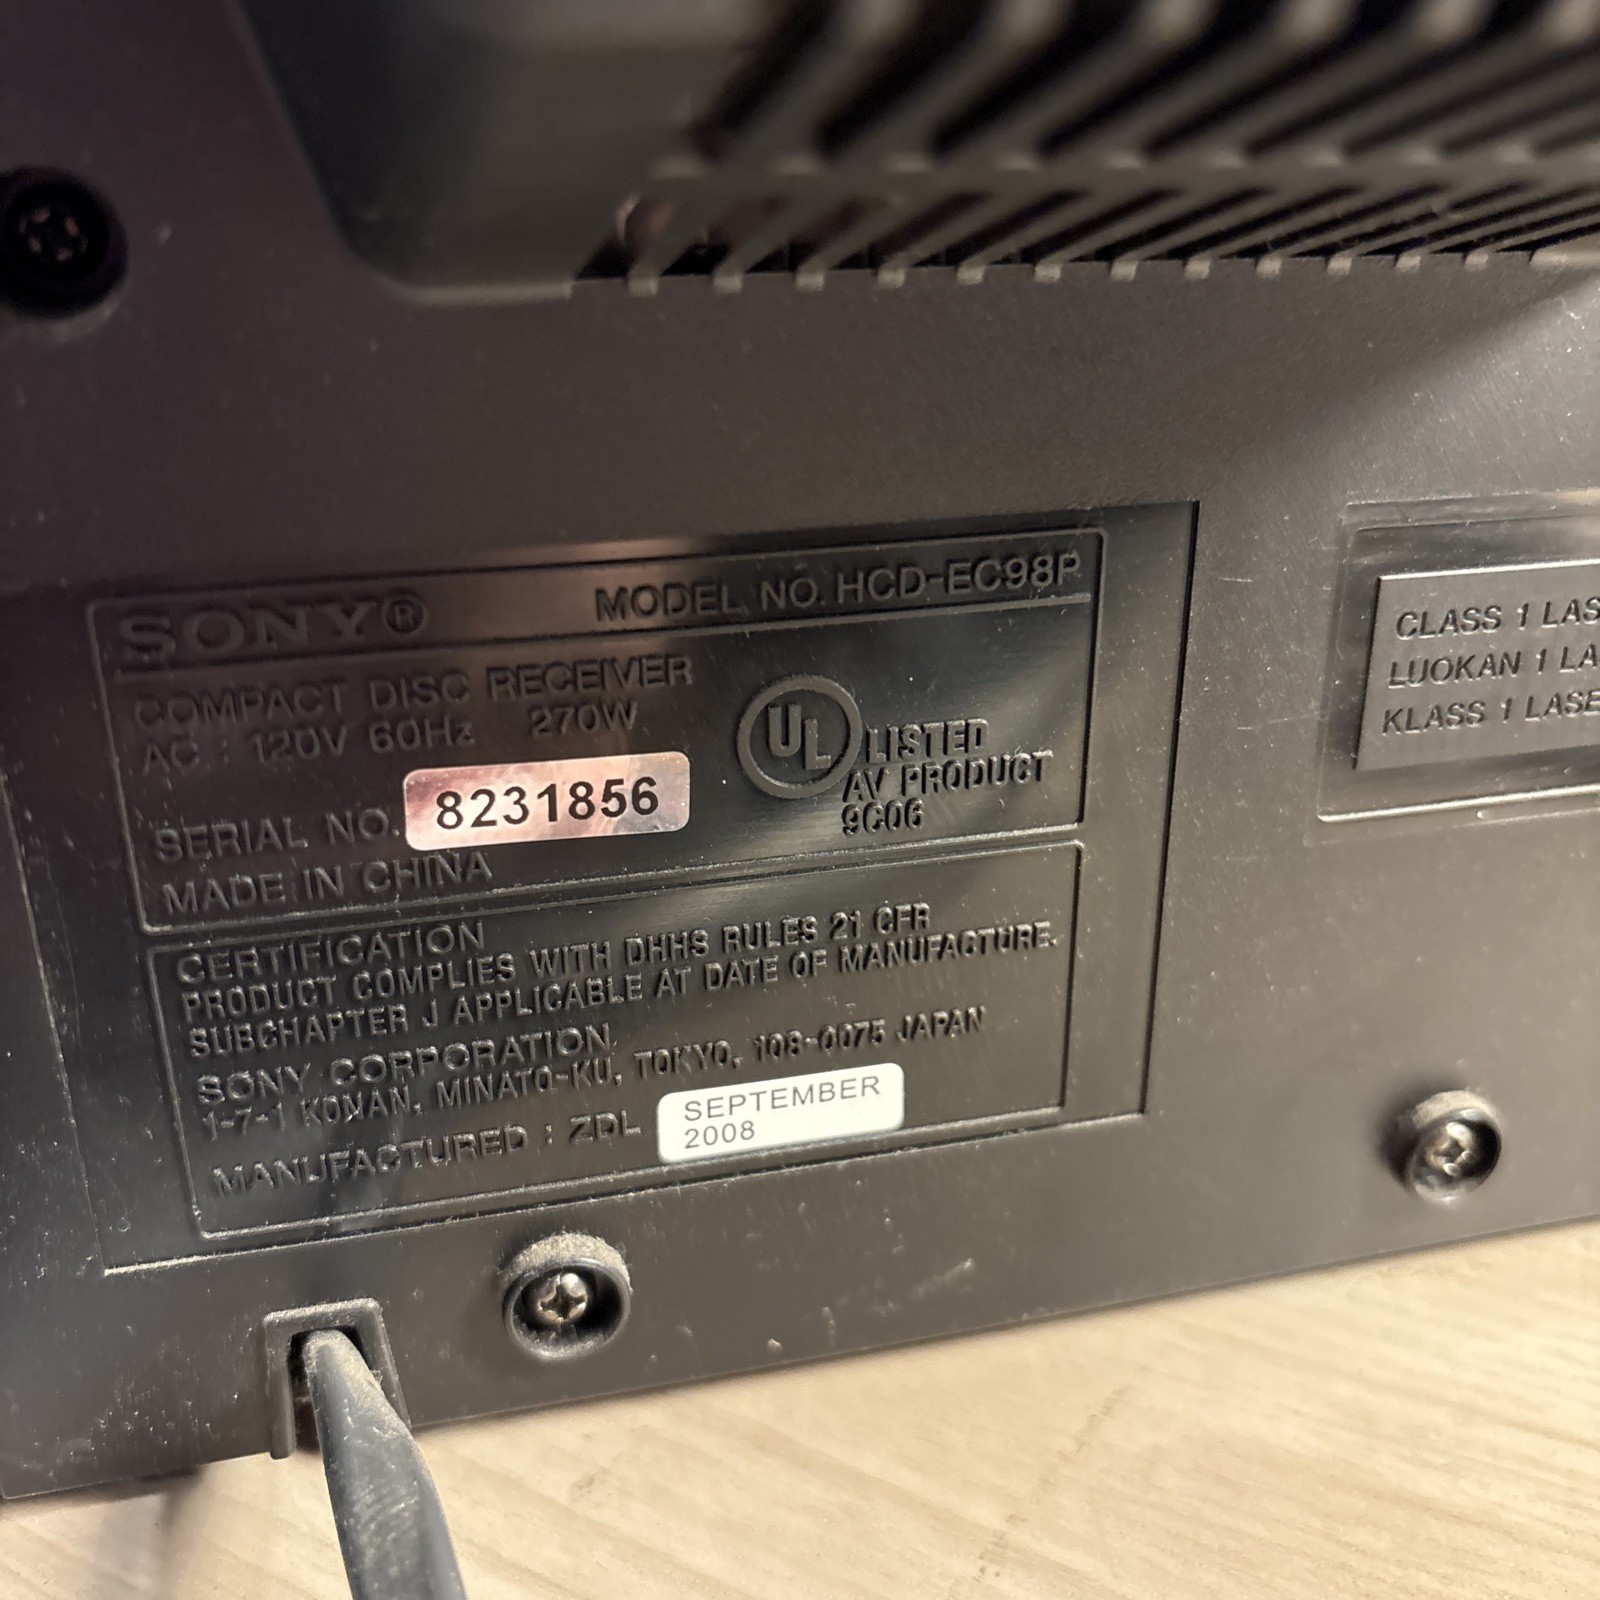 SONY®
MODEL NO. HCD-EC98P
COMPACT DISC RECEIVER
AC : 120V 60Hz 270W
SERIAL NO. 8231856
MADE IN CHINA
UL LISTED
AV PRODUCT
9C06
CERTIFICATION
PRODUCT COMPLIES WITH DHHS RULES 21 CFR
SUBCHAPTER J APPLICABLE AT DATE OF MANUFACTURE.
SONY CORPORATION
1-7-1 KONAN, MINATO-KU, TOKYO, 108-0075 JAPAN
MANUFACTURED : ZDL SEPTEMBER
2008
CLASS 1 LAS
LUOKAN 1 LA
KLASS 1 LASE